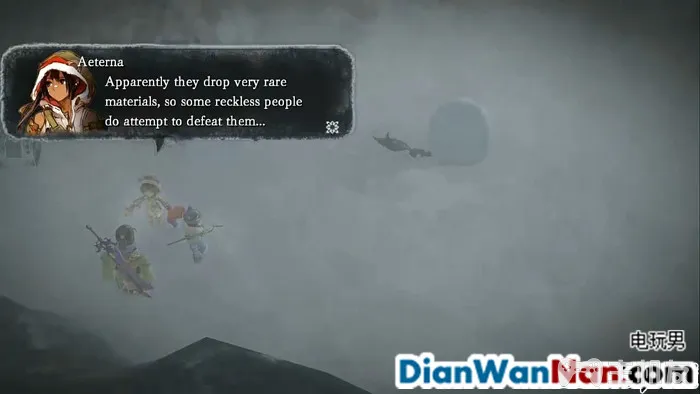 Aeterna
Apparently they drop very rare
materials, so some reckless people
do attempt to defeat them...
电玩男
DianWanNan.com